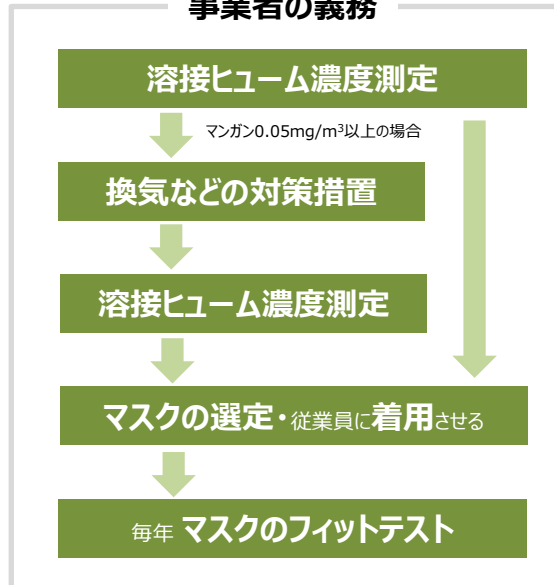 事業者の義務
溶接ヒューム濃度測定
マンガン0.05mg/m³以上の場合
換気などの対策措置
溶接ヒューム濃度測定
マスクの選定・従業員に着用させる
毎年 マスクのフィットテスト